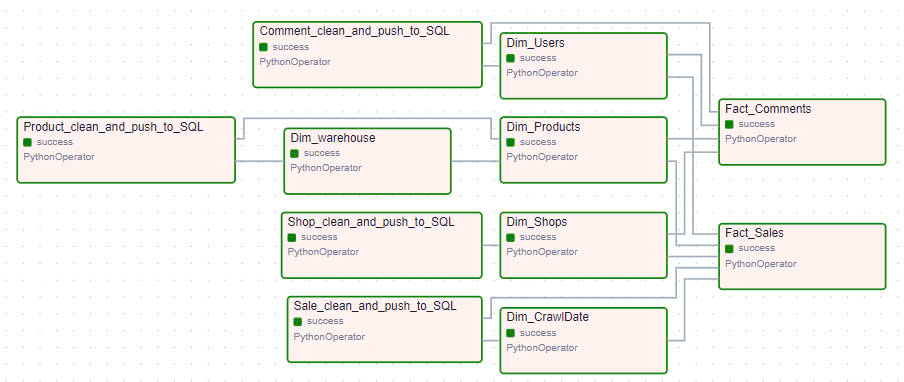 Comment_clean_and_push_to_SQL
success
PythonOperator
Dim_Users
success
PythonOperator
Fact_Comments
success
PythonOperator
Product_clean_and_push_to_SQL
success
PythonOperator
Dim_warehouse
success
PythonOperator
Dim_Products
success
PythonOperator
Shop_clean_and_push_to_SQL
success
PythonOperator
Dim_Shops
success
PythonOperator
Fact_Sales
success
PythonOperator
Sale_clean_and_push_to_SQL
success
PythonOperator
Dim_CrawlDate
success
PythonOperator